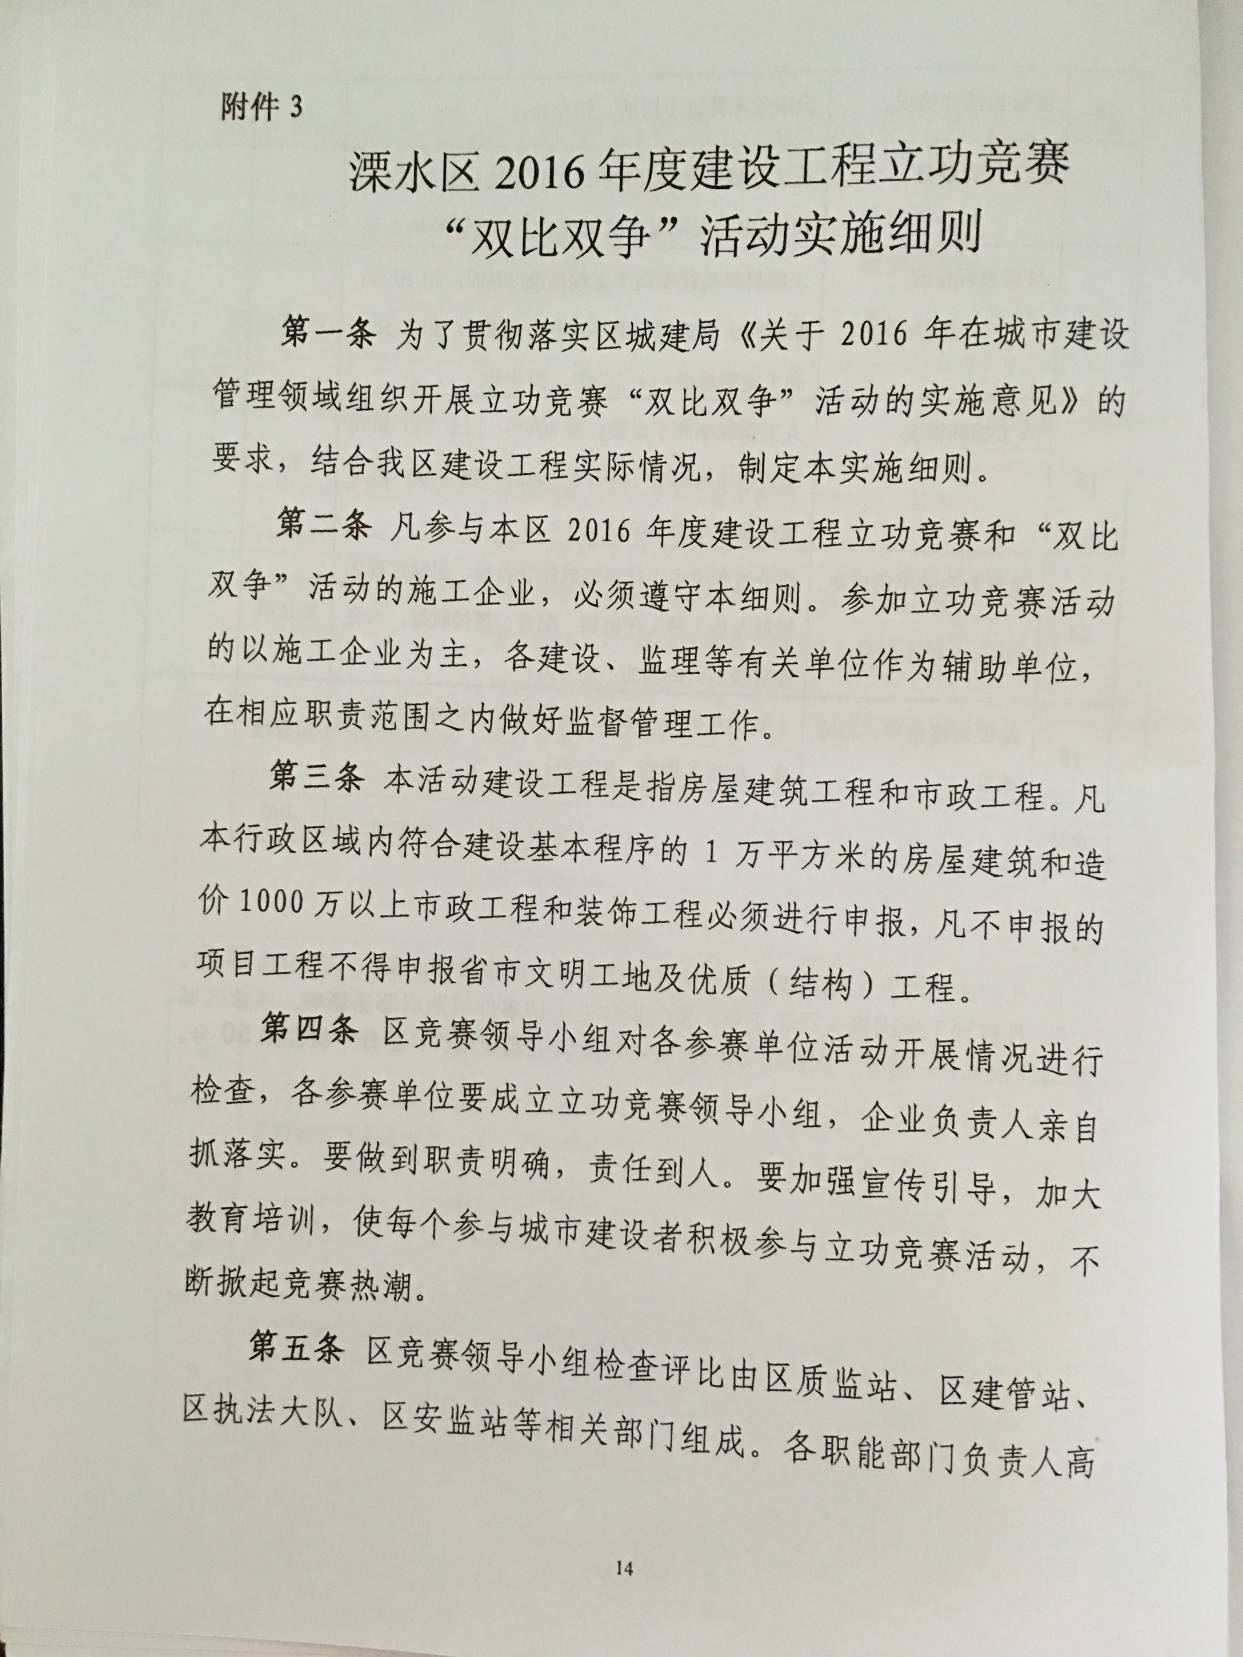 附件 3
溧水区 2016 年度建设工程立功竞赛
“双比双争”活动实施细则
第一条 为了贯彻落实区城建局《关于 2016 年在城市建设
管理领域组织开展立功竞赛“双比双争”活动的实施意见》的
要求，结合我区建设工程实际情况，制定本实施细则。
第二条 凡参与本区 2016 年度建设工程立功竞赛和“双比
双争”活动的施工企业，必须遵守本细则。参加立功竞赛活动
的以施工企业为主，各建设、监理等有关单位作为辅助单位，
在相应职责范围之内做好监督管理工作。
第三条 本活动建设工程是指房屋建筑工程和市政工程。凡
本行政区域内符合建设基本程序的 1 万平方米的房屋建筑和造
价 1000 万以上市政工程和装饰工程必须进行申报，凡不申报的
项目工程不得申报省市文明工地及优质（结构）工程。
第四条 区竞赛领导小组对各参赛单位活动开展情况进行
检查，各参赛单位要成立立功竞赛领导小组，企业负责人亲自
抓落实。要做到职责明确，责任到人。要加强宣传引导，加大
教育培训，使每个参与城市建设者积极参与立功竞赛活动，不
断掀起竞赛热潮。
第五条 区竞赛领导小组检查评比由区质监站、区建管站、
区执法大队、区安监站等相关部门组成。各职能部门负责人高
14